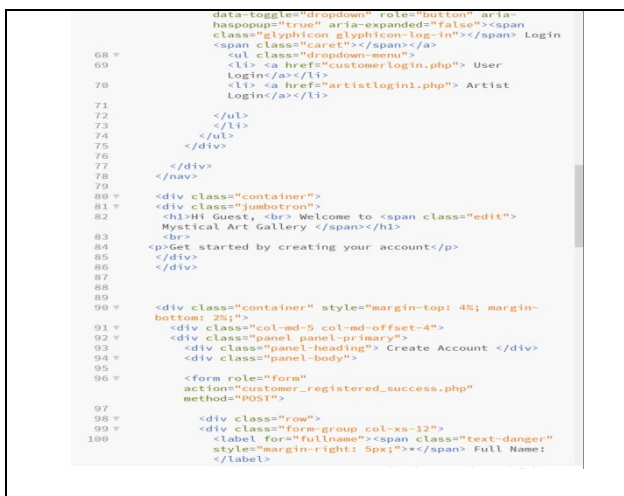 data-toggle="dropdown" role="button" aria-
haspopup="true" aria-expanded="false"><span
class="glyphicon glyphicon-log-in"></span> Login
<span class="caret"></span></a>
68 <ul class="dropdown-menu">
69 <li> <a href="customerlogin.php"> User
Login</a></li>
70 <li> <a href="artistlogin1.php"> Artist
Login</a></li>
71
72 </ul>
73 </li>
74 </ul>
75 </div>
76
77 </div>
78 </nav>
79
80 <div class="container">
81 <div class="jumbotron">
82 <h1>Hi Guest, <br> Welcome to <span class="edit">
Mystical Art Gallery </span></h1>
83 <br>
84 <p>Get started by creating your account</p>
85 </div>
86 </div>
87
88
89
90 <div class="container" style="margin-top: 4%; margin-
bottom: 2%;">
91 <div class="col-md-5 col-md-offset-4">
92 <div class="panel panel-primary">
93 <div class="panel-heading"> Create Account </div>
94 <div class="panel-body">
95
96 <form role="form"
action="customer_registered_success.php"
method="POST">
97
98 <div class="row">
99 <div class="form-group col-xs-12">
100 <label for="fullname"><span class="text-danger"
style="margin-right: 5px;">*</span> Full Name:
</label>